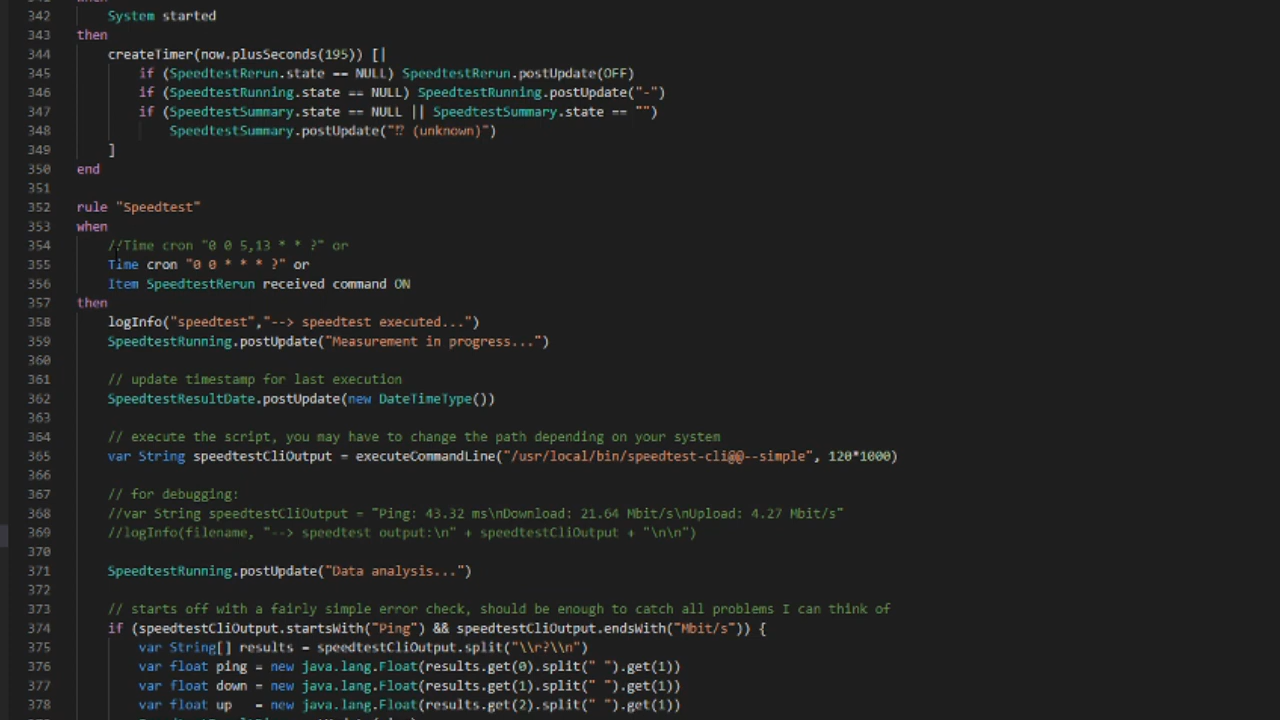 342 System started
343 then
344 createTimer(now.plusSeconds(195)) [
345 if (SpeedtestRerun.state == NULL) SpeedtestRerun.postUpdate(OFF)
346 if (SpeedtestRunning.state == NULL) SpeedtestRunning.postUpdate("-")
347 if (SpeedtestSummary.state == NULL || SpeedtestSummary.state == "")
348 SpeedtestSummary.postUpdate("⁉ (unknown)")
349 ]
350 end
351
352 rule "Speedtest"
353 when
354 //Time cron "0 0 5,13 * * ?" or
355 Time cron "0 0 * * * ?" or
356 Item SpeedtestRerun received command ON
357 then
358 logInfo("speedtest","--> speedtest executed...")
359 SpeedtestRunning.postUpdate("Measurement in progress...")
360
361 // update timestamp for last execution
362 SpeedtestResultDate.postUpdate(new DateTimeType())
363
364 // execute the script, you may have to change the path depending on your system
365 var String speedtestCliOutput = executeCommandLine("/usr/local/bin/speedtest-cli@@--simple", 120*1000)
366
367 // for debugging:
368 //var String speedtestCliOutput = "Ping: 43.32 ms\nDownload: 21.64 Mbit/s\nUpload: 4.27 Mbit/s"
369 //logInfo(filename, "--> speedtest output:\n" + speedtestCliOutput + "\n\n")
370
371 SpeedtestRunning.postUpdate("Data analysis...")
372
373 // starts off with a fairly simple error check, should be enough to catch all problems I can think of
374 if (speedtestCliOutput.startsWith("Ping") && speedtestCliOutput.endsWith("Mbit/s")) {
375 var String[] results = speedtestCliOutput.split("\\r?\\n")
376 var float ping = new java.lang.Float(results.get(0).split(" ").get(1))
377 var float down = new java.lang.Float(results.get(1).split(" ").get(1))
378 var float up   = new java.lang.Float(results.get(2).split(" ").get(1))